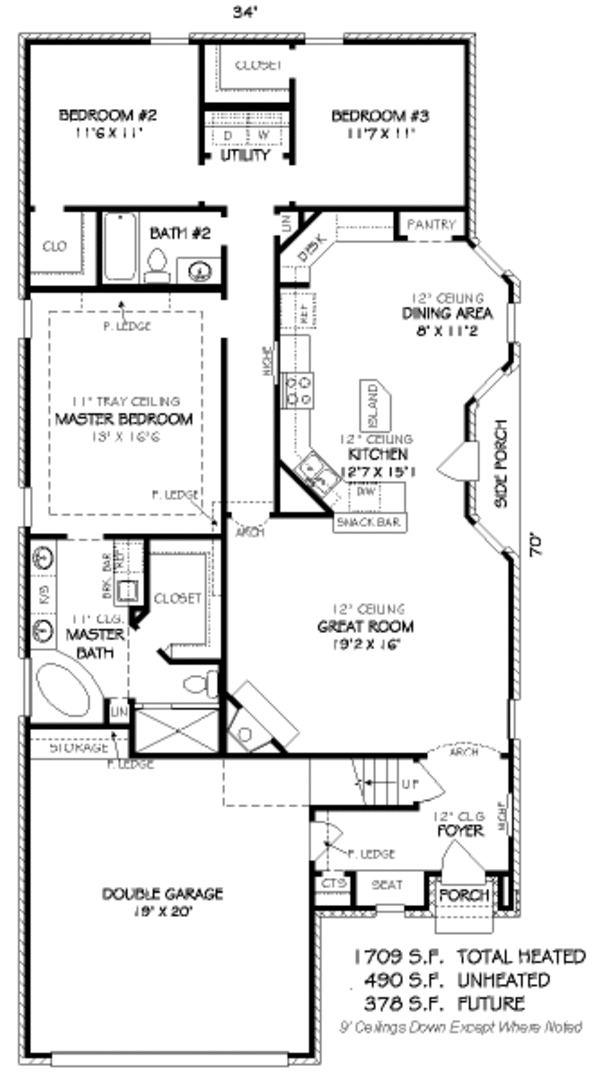 34'
CLOSET
BEDROOM #2
11'6 X 11'
BEDROOM #3
11'7 X 11'
D W
UTILITY
CLO
BATH #2
LIN
DESK
PANTRY
P. LEDGE
12' CEILING
DINING AREA
8' X 11'2
REF
NICHE
11' TRAY CEILING
MASTER BEDROOM
13' X 16'6
ISLAND
12' CEILING
KITCHEN
12'7 X 15'1
SIDE PORCH
P. LEDGE
D/W
SNACK BAR
ARCH
70'
BRK. BAR
REF
K/S
CLOSET
11' CLG.
MASTER
BATH
12' CEILING
GREAT ROOM
19'2 X 16'
LIN
STORAGE
P. LEDGE
ARCH
UP
NICHE
12' CLG
FOYER
P. LEDGE
CTS
SEAT
PORCH
DOUBLE GARAGE
19' X 20'
1709 S.F. TOTAL HEATED
490 S.F. UNHEATED
378 S.F. FUTURE
9' Ceilings Down Except Where Noted